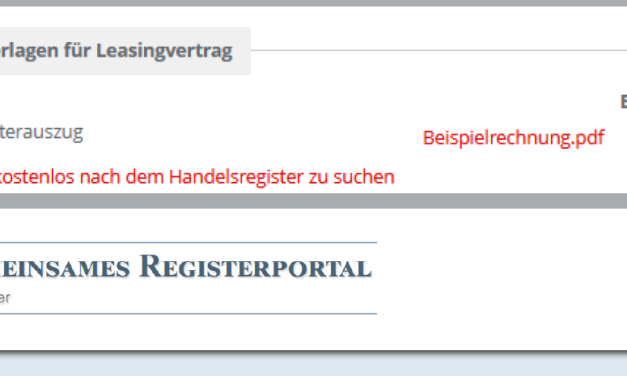 rlagen für Leasingvertrag
E
terauszug
Beispielrechnung.pdf
kostenlos nach dem Handelsregister zu suchen
EINSAMES REGISTERPORTAL
er